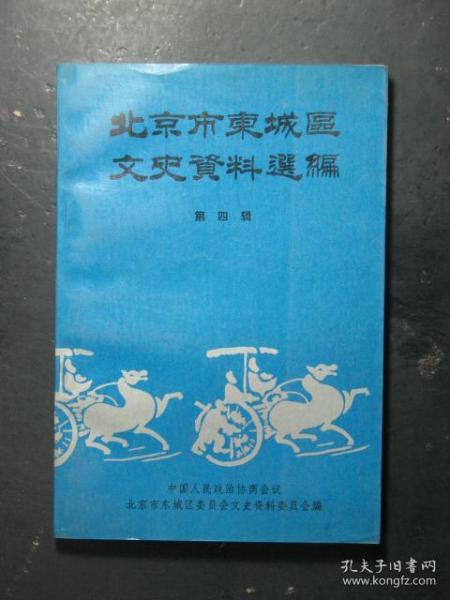 北京市東城區
文史資料選編
第四辑
中国人民政治协商会议
北京市东城区委员会文史资料委员会编
孔夫子旧书网
www.kongfz.com